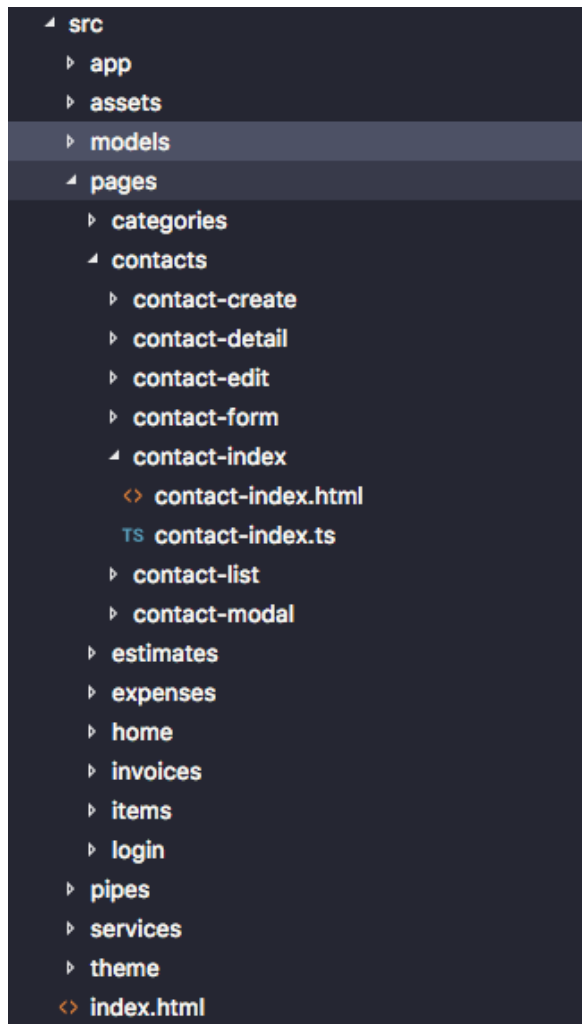 src
app
assets
models
pages
categories
contacts
contact-create
contact-detail
contact-edit
contact-form
contact-index
<> contact-index.html
TS contact-index.ts
contact-list
contact-modal
estimates
expenses
home
invoices
items
login
pipes
services
theme
<> index.html